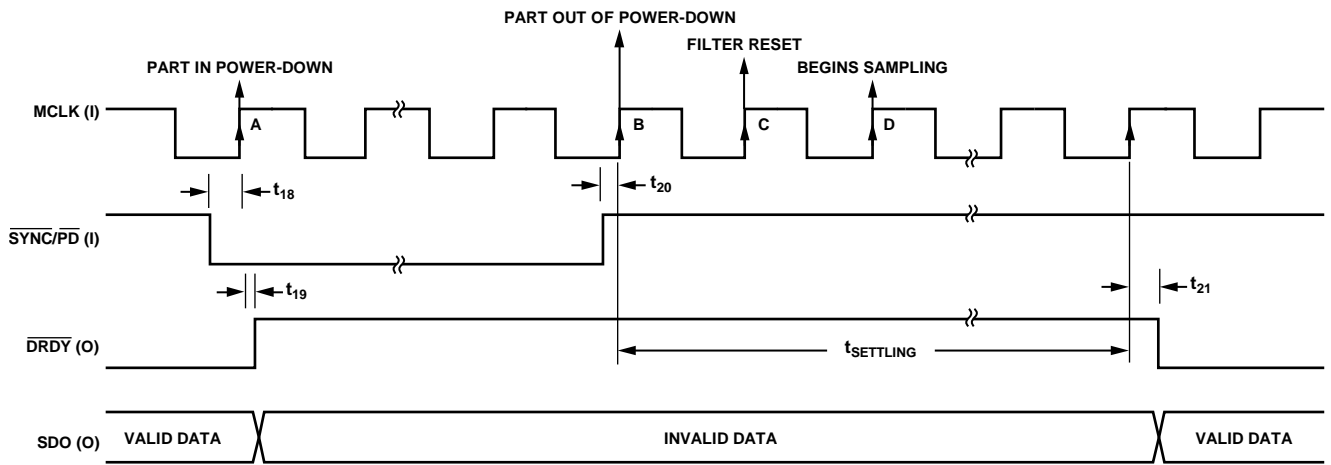 PART OUT OF POWER-DOWN
FILTER RESET
PART IN POWER-DOWN
BEGINS SAMPLING
MCLK (I)
A
B
C
D
t18
t20
SYNC/PD (I)
t19
t21
DRDY (O)
tSETTLING
SDO (O)
VALID DATA
INVALID DATA
VALID DATA